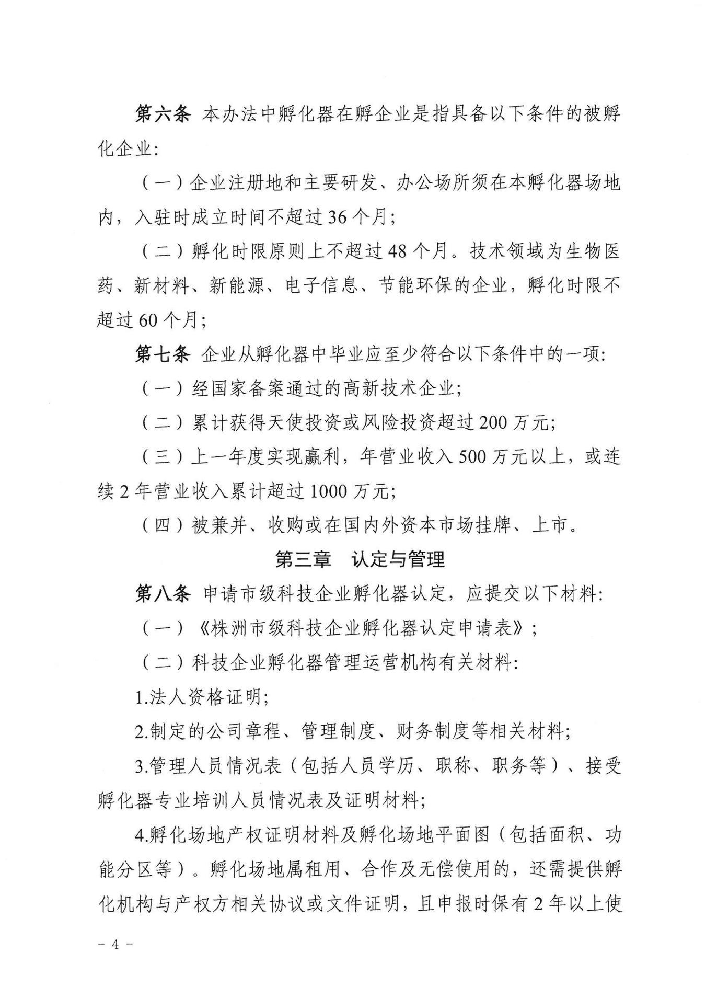 第六条 本办法中孵化器在孵企业是指具备以下条件的被孵
化企业：
（一）企业注册地和主要研发、办公场所须在本孵化器场地
内，入驻时成立时间不超过 36 个月；
（二）孵化时限原则上不超过 48 个月。技术领域为生物医
药、新材料、新能源、电子信息、节能环保的企业，孵化时限不
超过 60 个月；
第七条 企业从孵化器中毕业应至少符合以下条件中的一项：
（一）经国家备案通过的高新技术企业；
（二）累计获得天使投资或风险投资超过 200 万元；
（三）上一年度实现赢利，年营业收入 500 万元以上，或连
续 2 年营业收入累计超过 1000 万元；
（四）被兼并、收购或在国内外资本市场挂牌、上市。
第三章 认定与管理
第八条 申请市级科技企业孵化器认定，应提交以下材料：
（一）《株洲市级科技企业孵化器认定申请表》；
（二）科技企业孵化器管理运营机构有关材料：
1.法人资格证明；
2.制定的公司章程、管理制度、财务制度等相关材料；
3.管理人员情况表（包括人员学历、职称、职务等）、接受
孵化器专业培训人员情况表及证明材料；
4.孵化场地产权证明材料及孵化场地平面图（包括面积、功
能分区等）。孵化场地属租用、合作及无偿使用的，还需提供孵
化机构与产权方相关协议或文件证明，且申报时保有 2 年以上使
- 4 -